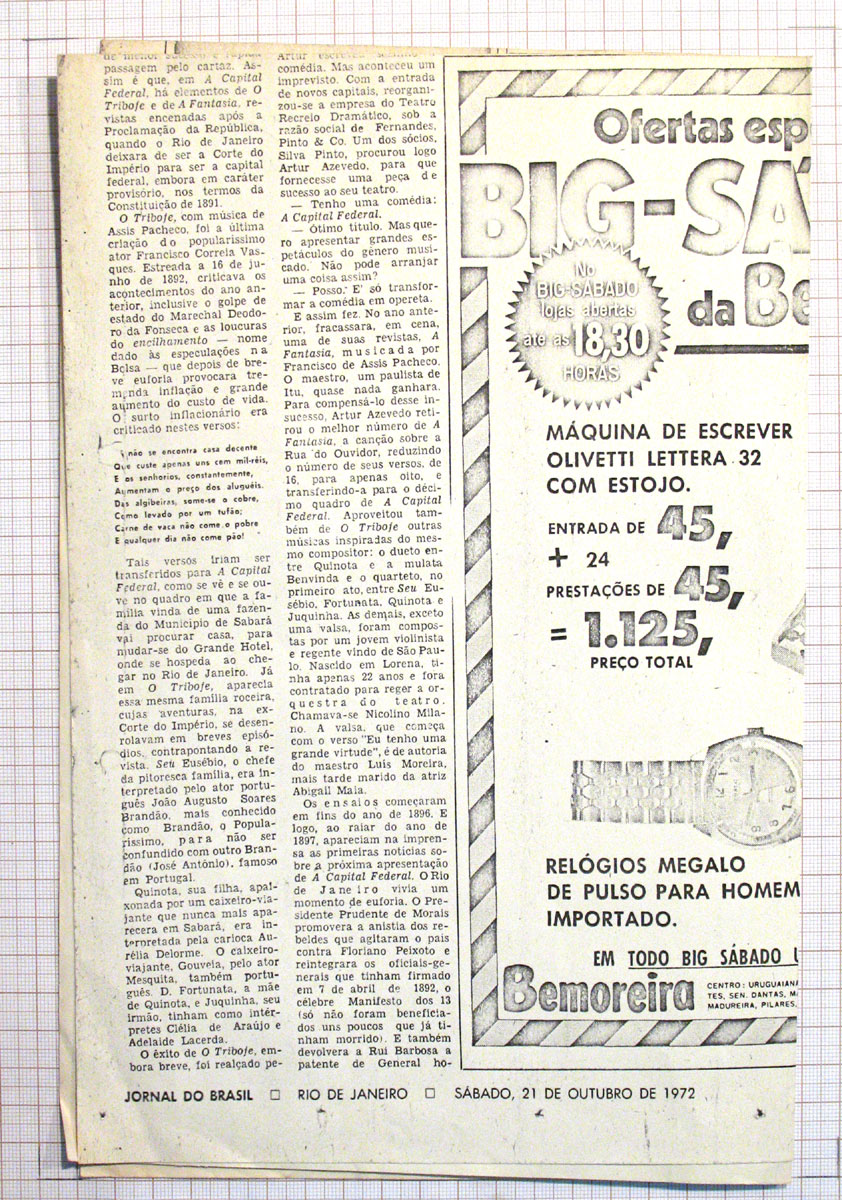 de menor
passagem pelo cartaz. As-
sim é que, em A Capital
Federal, há elementos de O
Tribofe e de A Fantasia, re-
vistas encenadas após a
Proclamação da República,
quando o Rio de Janeiro
deixara de ser a Corte do
Império para ser a capital
federal, embora em caráter
provisório, nos termos da
Constituição de 1891.
O Tribofe, com música de
Assis Pacheco, foi a última
criação do popularíssimo
ator Francisco Correia Vas-
ques. Estreada a 16 de ju-
nho de 1892, criticava os
acontecimentos do ano an-
terior, inclusive o golpe de
estado do Marechal Deodo-
ro da Fonseca e as loucuras
do encilhamento — nome
dado às especulações na
Bolsa — que depois de bre-
ve euforia provocara tre-
menda inflação e grande
aumento do custo de vida.
O surto inflacionário era
criticado nestes versos:
não se encontra casa decente
Que custe apenas uns cem mil-réis,
E os senhorios, constantemente,
Aumentam o preço dos aluguéis.
Das algibeiras, some-se o cobre,
Como levado por um tufão;
Carne de vaca não come o pobre
E qualquer dia não come pão!
Tais versos iriam ser
transferidos para A Capital
Federal, como se vê e se ou-
ve no quadro em que a fa-
mília vinda de uma fazen-
da do Município de Sabará
vai procurar casa, para
mudar-se do Grande Hotel,
onde se hospeda ao che-
gar no Rio de Janeiro. Já
em O Tribofe, aparecia
essa mesma família roceira,
cujas aventuras, na ex-
Corte do Império, se desen-
rolavam em breves episó-
dios, contrapontando a re-
vista. Seu Eusébio, o chefe
da pitoresca família, era in-
terpretado pelo ator portu-
guês João Augusto Soares
Brandão, mais conhecido
como Brandão, o Popula-
ríssimo, para não ser
confundido com outro Bran-
dão (José Antônio), famoso
em Portugal.
Quinota, sua filha, apai-
xonada por um caixeiro-via-
jante que nunca mais apa-
recera em Sabará, era in-
terpretada pela carioca Au-
rélia Delorme. O caixeiro-
viajante, Gouveia, pelo ator
Mesquita, também portu-
guês. D. Fortunata, a mãe
de Quinota, e Juquinha, seu
irmão, tinham como intér-
pretes Clélia de Araújo e
Adelaide Lacerda.
O êxito de O Tribofe, em-
bora breve, foi realçado pe-
Artur
comédia. Mas aconteceu um
imprevisto. Com a entrada
de novos capitais, reorgani-
zou-se a empresa do Teatro
Recreio Dramático, sob a
razão social de Fernandes,
Pinto & Co. Um dos sócios,
Silva Pinto, procurou logo
Artur Azevedo, para que
fornecesse uma peça de
sucesso ao seu teatro.
— Tenho uma comédia:
A Capital Federal.
— Ótimo título. Mas que-
ro apresentar grandes es-
petáculos do gênero musi-
cado. Não pode arranjar
uma coisa assim?
— Posso. E' só transfor-
mar a comédia em opereta.
E assim fez. No ano ante-
rior, fracassara, em cena,
uma de suas revistas, A
Fantasia, musicada por
Francisco de Assis Pacheco.
O maestro, um paulista de
Itu, quase nada ganhara.
Para compensá-lo desse in-
sucesso, Artur Azevedo reti-
rou o melhor número de A
Fantasia, a canção sobre a
Rua do Ouvidor, reduzindo
o número de seus versos, de
16, para apenas oito, e
transferindo-a para o déci-
mo quadro de A Capital
Federal. Aproveitou tam-
bém de O Tribofe outras
músicas inspiradas do mes-
mo compositor: o dueto en-
tre Quinota e a mulata
Benvinda e o quarteto, no
primeiro ato, entre Seu Eu-
sébio, Fortunata, Quinota e
Juquinha. As demais, exceto
uma valsa, foram compos-
tas por um jovem violinista
e regente vindo de São Pau-
lo. Nascido em Lorena, ti-
nha apenas 22 anos e fora
contratado para reger a or-
questra do teatro.
Chamava-se Nicolino Mila-
no. A valsa, que começa
com o verso "Eu tenho uma
grande virtude", é de autoria
do maestro Luís Moreira,
mais tarde marido da atriz
Abigail Maia.
Os ensaios começaram
em fins do ano de 1896. E
logo, ao raiar do ano de
1897, apareciam na impren-
sa as primeiras notícias so-
bre a próxima apresentação
de A Capital Federal. O Rio
de Janeiro vivia um
momento de euforia. O Pre-
sidente Prudente de Morais
promovera a anistia dos re-
beldes que agitaram o país
contra Floriano Peixoto e
reintegrara os oficiais-ge-
nerais que tinham firmado
em 7 de abril de 1892, o
célebre Manifesto dos 13
(só não foram beneficia-
dos uns poucos que já ti-
nham morrido). E também
devolvera a Rui Barbosa a
patente de General ho-
Ofertas esp
BIG-SÁ
da Be
No
BIG-SÁBADO
lojas abertas
até as 18,30
HORAS
MÁQUINA DE ESCREVER
OLIVETTI LETTERA 32
COM ESTOJO.
ENTRADA DE 45,
+ 24
PRESTAÇÕES DE 45,
= 1.125,
PREÇO TOTAL
RELÓGIOS MEGALO
DE PULSO PARA HOMEM
IMPORTADO.
EM TODO BIG SÁBADO U
Bemoreira
CENTRO: URUGUAIANA
TES, SEN. DANTAS, MA
MADUREIRA, PILARES,
JORNAL DO BRASIL □ RIO DE JANEIRO □ SÁBADO, 21 DE OUTUBRO DE 1972